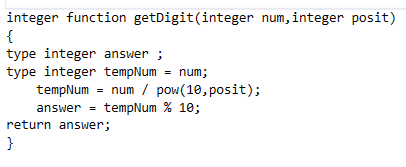 integer function getDigit(integer num,integer posit)
{
type integer answer ;
type integer tempNum = num;
    tempNum = num / pow(10,posit);
    answer = tempNum % 10;
return answer;
}